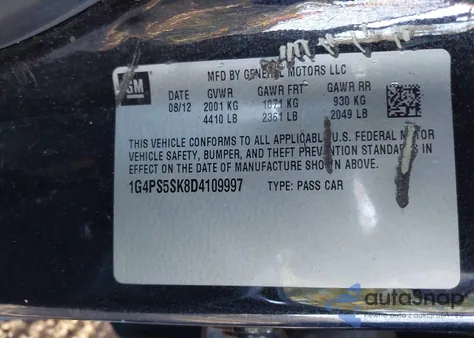 GM
MFD BY GENERAL MOTORS LLC
DATE GVWR GAWR FRT GAWR RR
08/12 2001 KG 1071 KG 930 KG
4410 LB 2361 LB 2049 LB
THIS VEHICLE CONFORMS TO ALL APPLICABLE U.S. FEDERAL MOTOR
VEHICLE SAFETY, BUMPER, AND THEFT PREVENTION STANDARDS IN
EFFECT ON THE DATE OF MANUFACTURE SHOWN ABOVE.
1G4PS5SK8D4109997 TYPE: PASS CAR
auta3nap